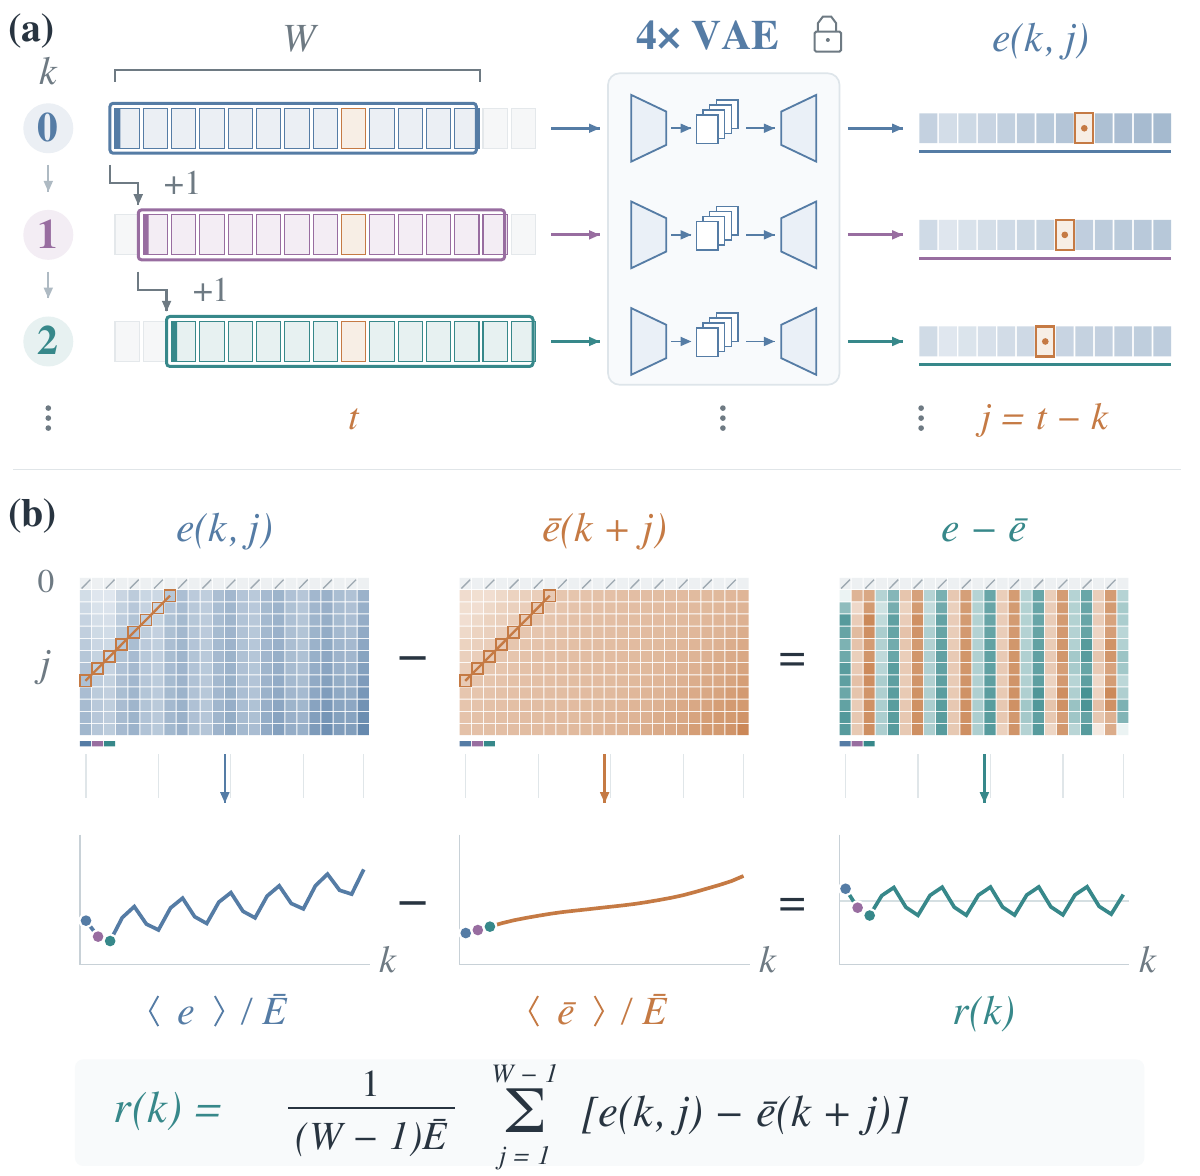 (a)
W
4× VAE
e(k, j)
k
0
+1
1
+1
2
⋮
t
⋮
⋮
j = t − k
(b)
e(k, j)
ē(k + j)
e − ē
0
j
−
=
−
=
k
k
k
⟨ e ⟩ / Ē
⟨ ē ⟩ / Ē
r(k)
r(k) = 1 / (W − 1)Ē ∑ j = 1 W − 1 [e(k, j) − ē(k + j)]